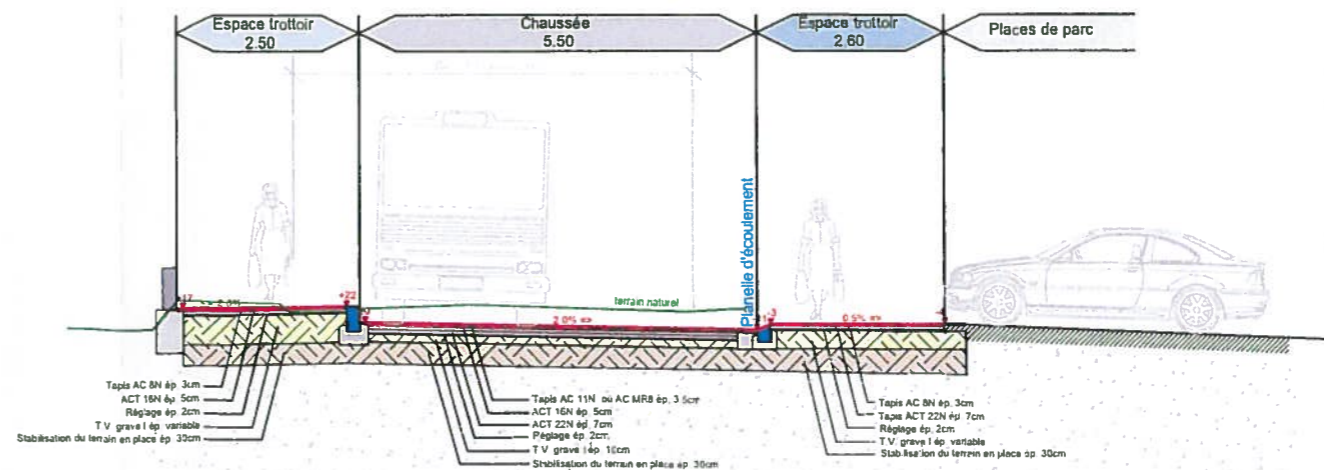 Espace trottoir
2.50
Chaussée
5.50
Espace trottoir
2.60
Places de parc
Planelle d'écoulement
terrain naturel
+22
2.0%
2.0% =>
-3
0.5% =>
Tapis AC 8N ép. 3cm
ACT 16N ép. 5cm
Réglage ép. 2cm
T V grave I ép variable
Stabilisation du terrain en place ép. 30cm
Tapis AC 11N ou AC MR8 ép. 3.5cm
ACT 16N ép. 5cm
ACT 22N ép. 7cm
Réglage ép. 2cm
T V grave I ép. 10cm
Stabilisation du terrain en place ép. 30cm
Tapis AC 8N ép. 3cm
Tapis ACT 22N ép. 7cm
Réglage ép. 2cm
T V grave I ép variable
Stabilisation du terrain en place ép. 30cm